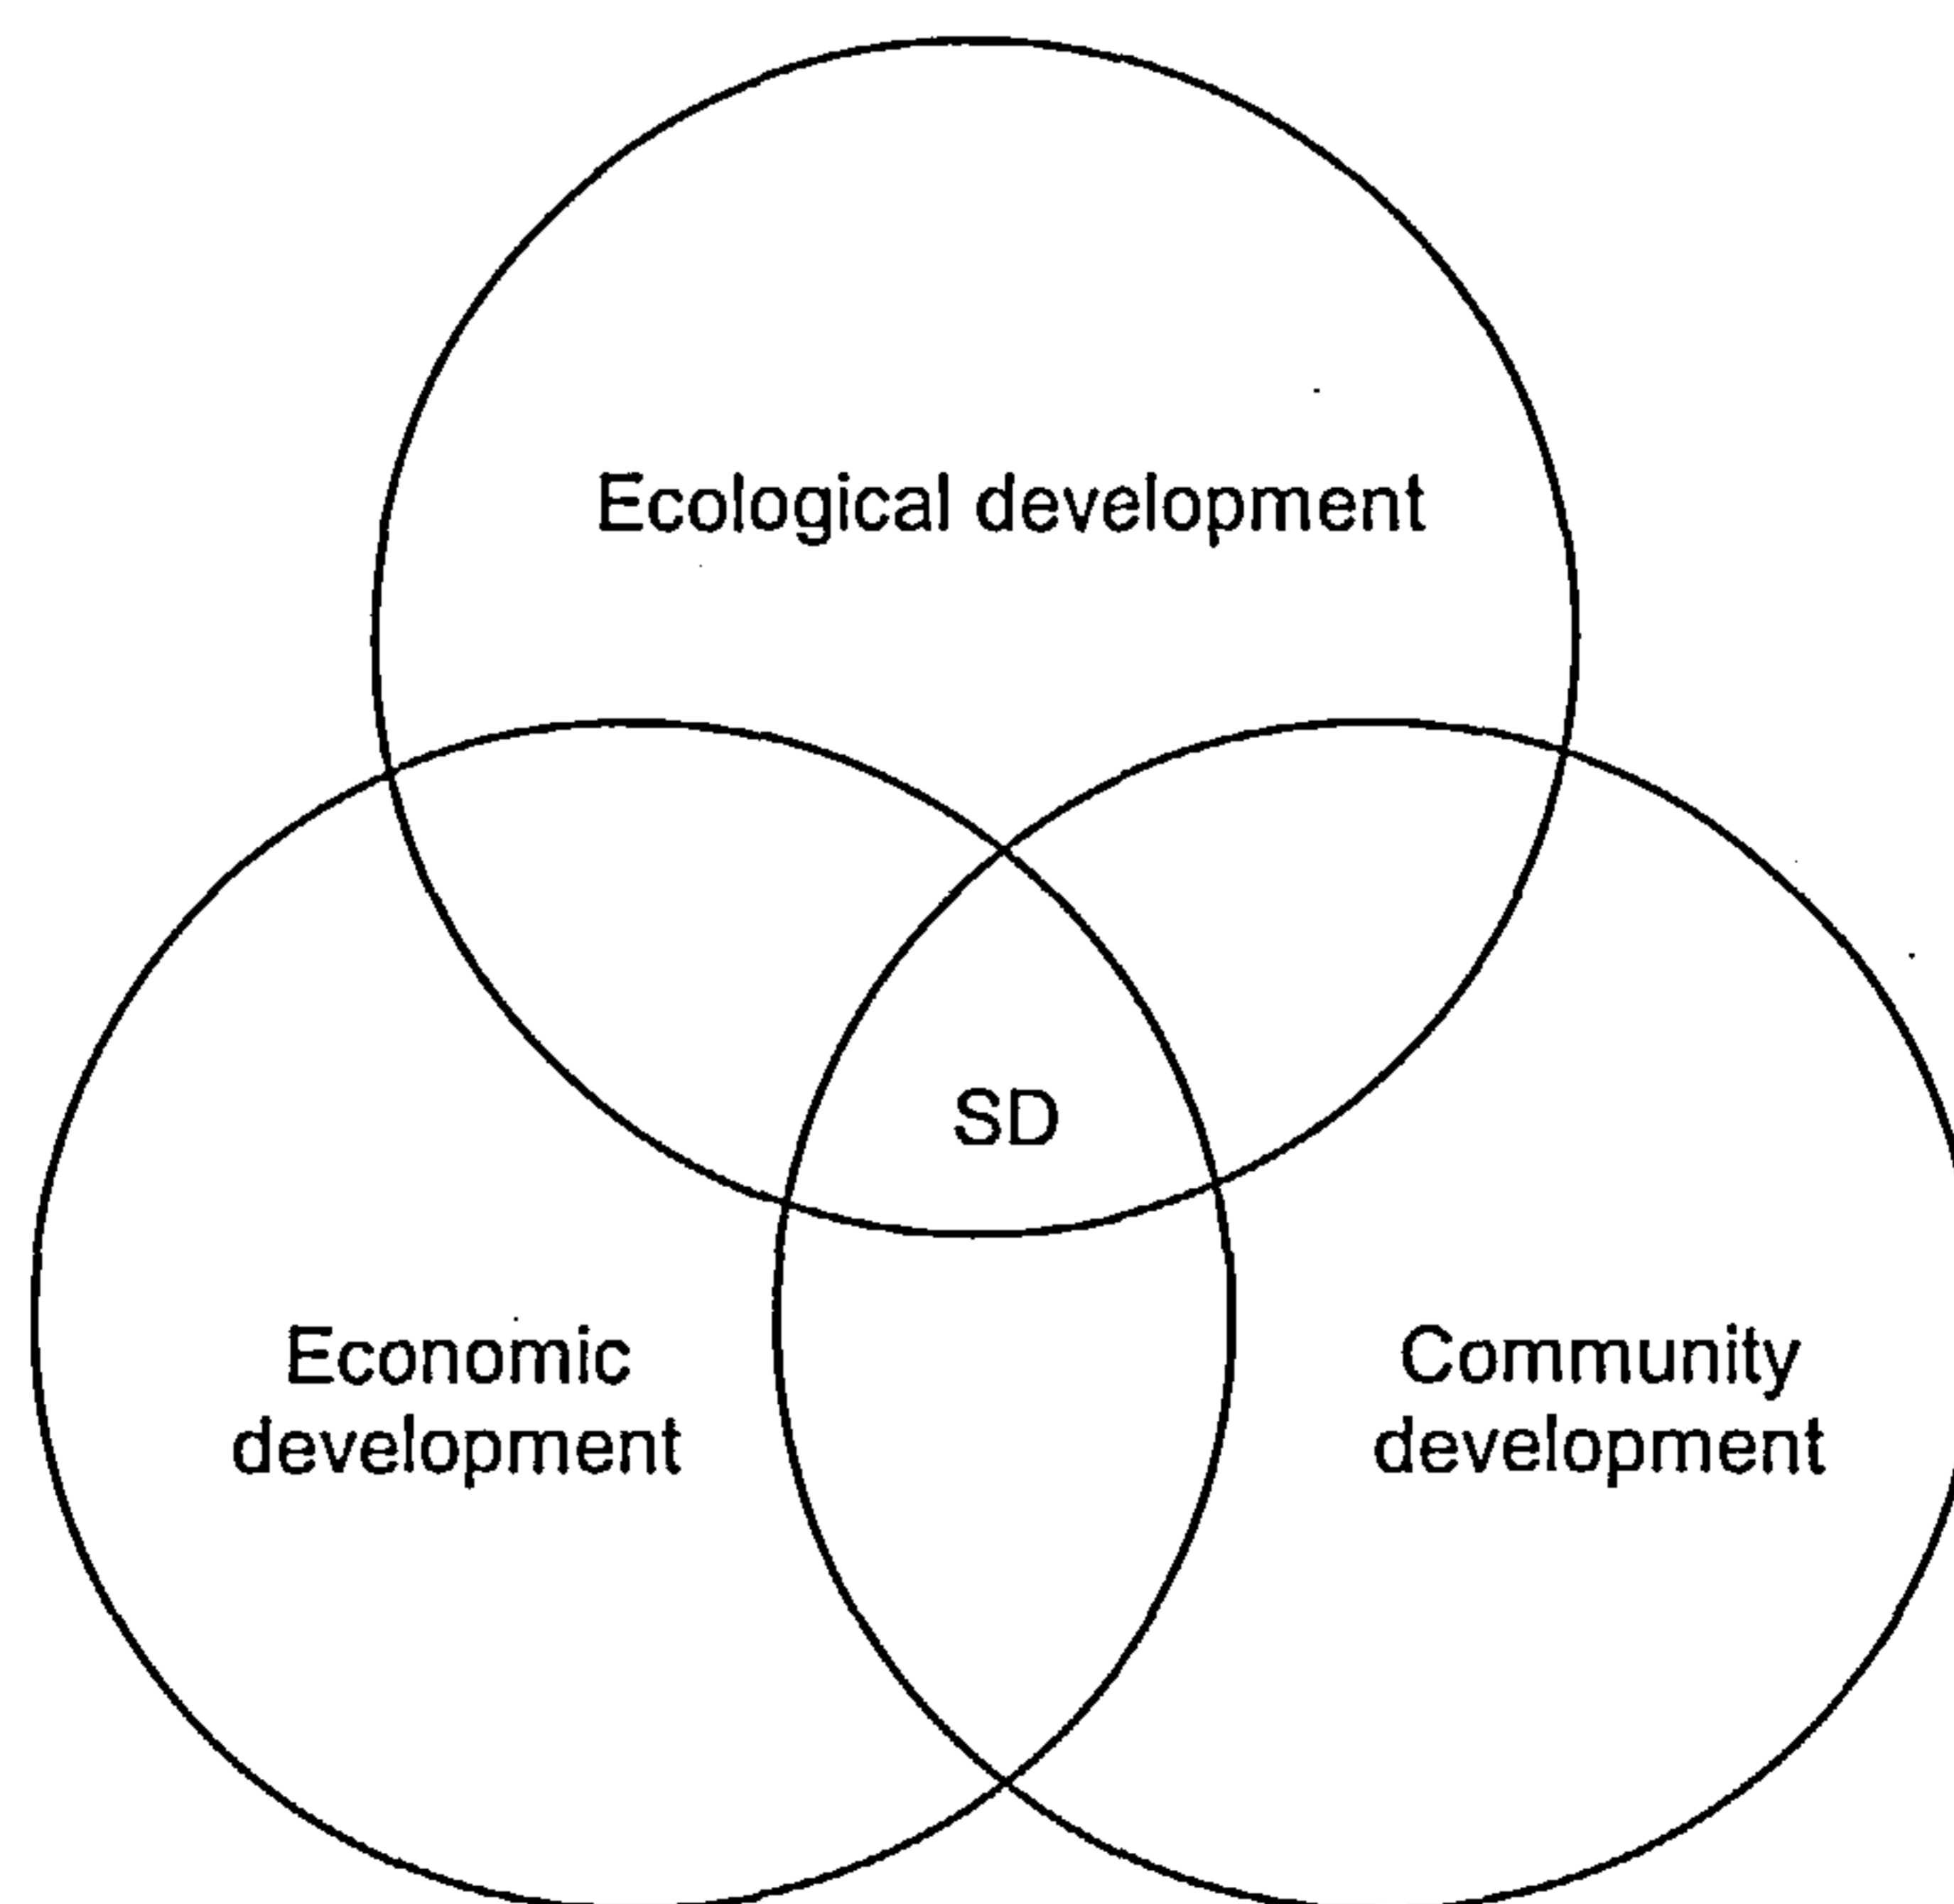 Ecological development
SD
Economic
development
Community
development